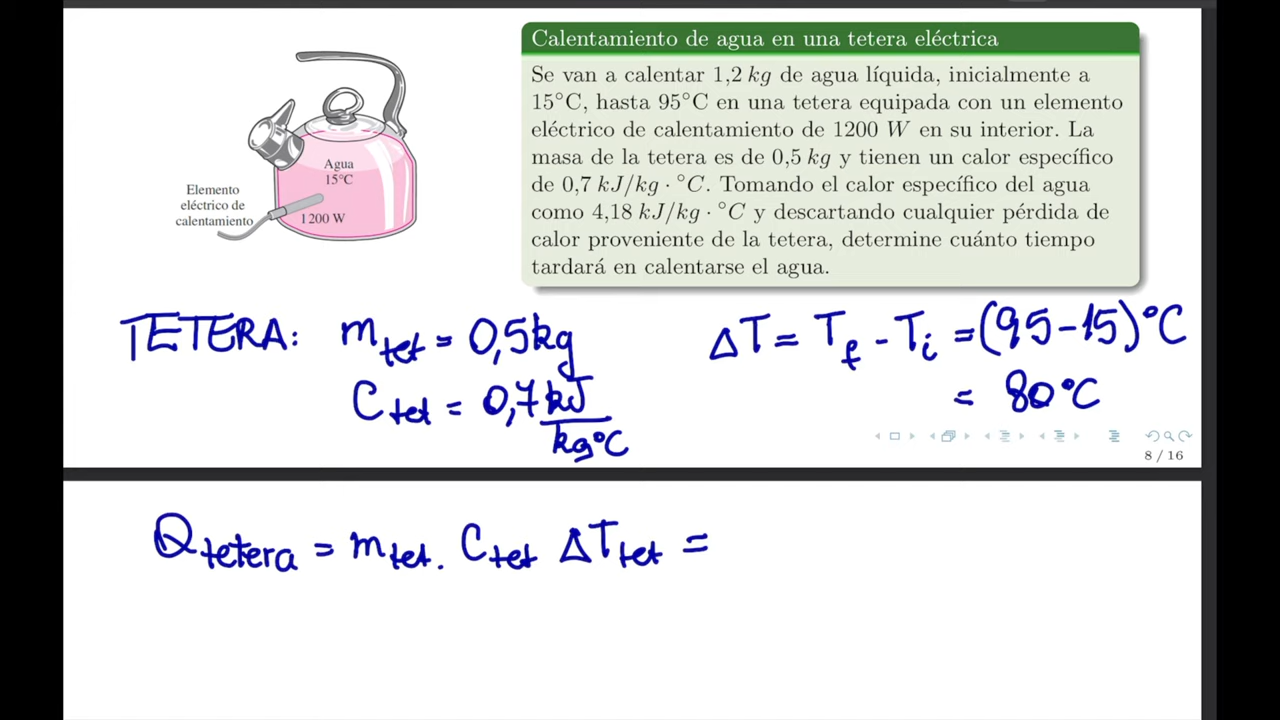 Calentamiento de agua en una tetera eléctrica
Se van a calentar 1,2 kg de agua líquida, inicialmente a
15°C, hasta 95°C en una tetera equipada con un elemento
eléctrico de calentamiento de 1200 W en su interior. La
masa de la tetera es de 0,5 kg y tienen un calor específico
de 0,7 kJ/kg · °C. Tomando el calor específico del agua
como 4,18 kJ/kg · °C y descartando cualquier pérdida de
calor proveniente de la tetera, determine cuánto tiempo
tardará en calentarse el agua.
Agua
15°C
Elemento
eléctrico de
calentamiento
1 200 W
TETERA: m_tet = 0,5 kg
C_tet = 0,7 kJ/kg°C
ΔT = T_f - T_i = (95-15)°C
= 80°C
8 / 16
Q_tetera = m_tet. C_tet ΔT_tet =